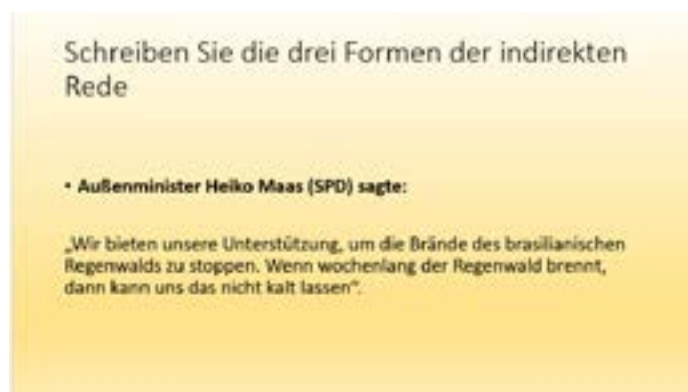 Schreiben Sie die drei Formen der indirekten
Rede
• Außenminister Heiko Maas (SPD) sagte:
„Wir bieten unsere Unterstützung, um die Brände des brasilianischen
Regenwalds zu stoppen. Wenn wochenlang der Regenwald brennt,
dann kann uns das nicht kalt lassen“.